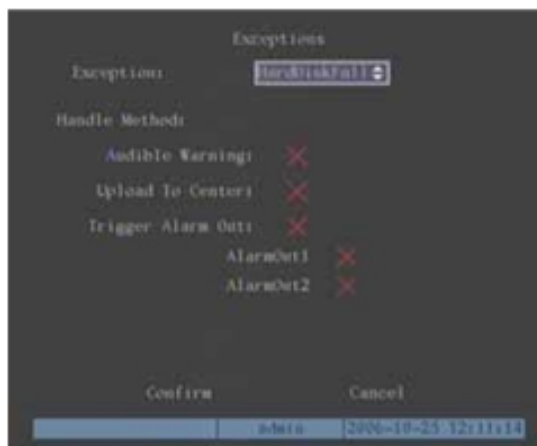 Exceptions
Exception: HardDiskFull
Handle Method:
Audible Warning:
Upload To Center:
Trigger Alarm Out:
AlarmOut1
AlarmOut2
Confirm Cancel
admin 2006-10-25 12:11:14